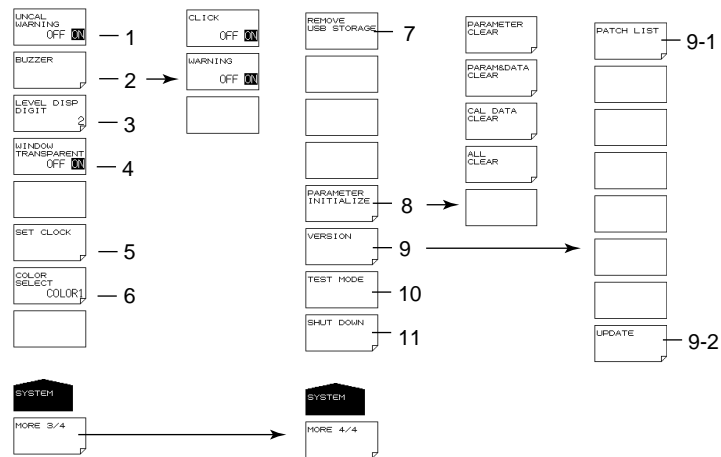 UNCAL
WARNING
OFF ON
1
BUZZER
2
LEVEL DISP
DIGIT
2
3
WINDOW
TRANSPARENT
OFF ON
4
SET CLOCK
5
COLOR
SELECT
COLOR1
6
SYSTEM
MORE 3/4
CLICK
OFF ON
WARNING
OFF ON
REMOVE
USB STORAGE
7
PARAMETER
INITIALIZE
8
VERSION
9
TEST MODE
10
SHUT DOWN
11
SYSTEM
MORE 4/4
PARAMETER
CLEAR
PARAM&DATA
CLEAR
CAL DATA
CLEAR
ALL
CLEAR
PATCH LIST
9-1
UPDATE
9-2